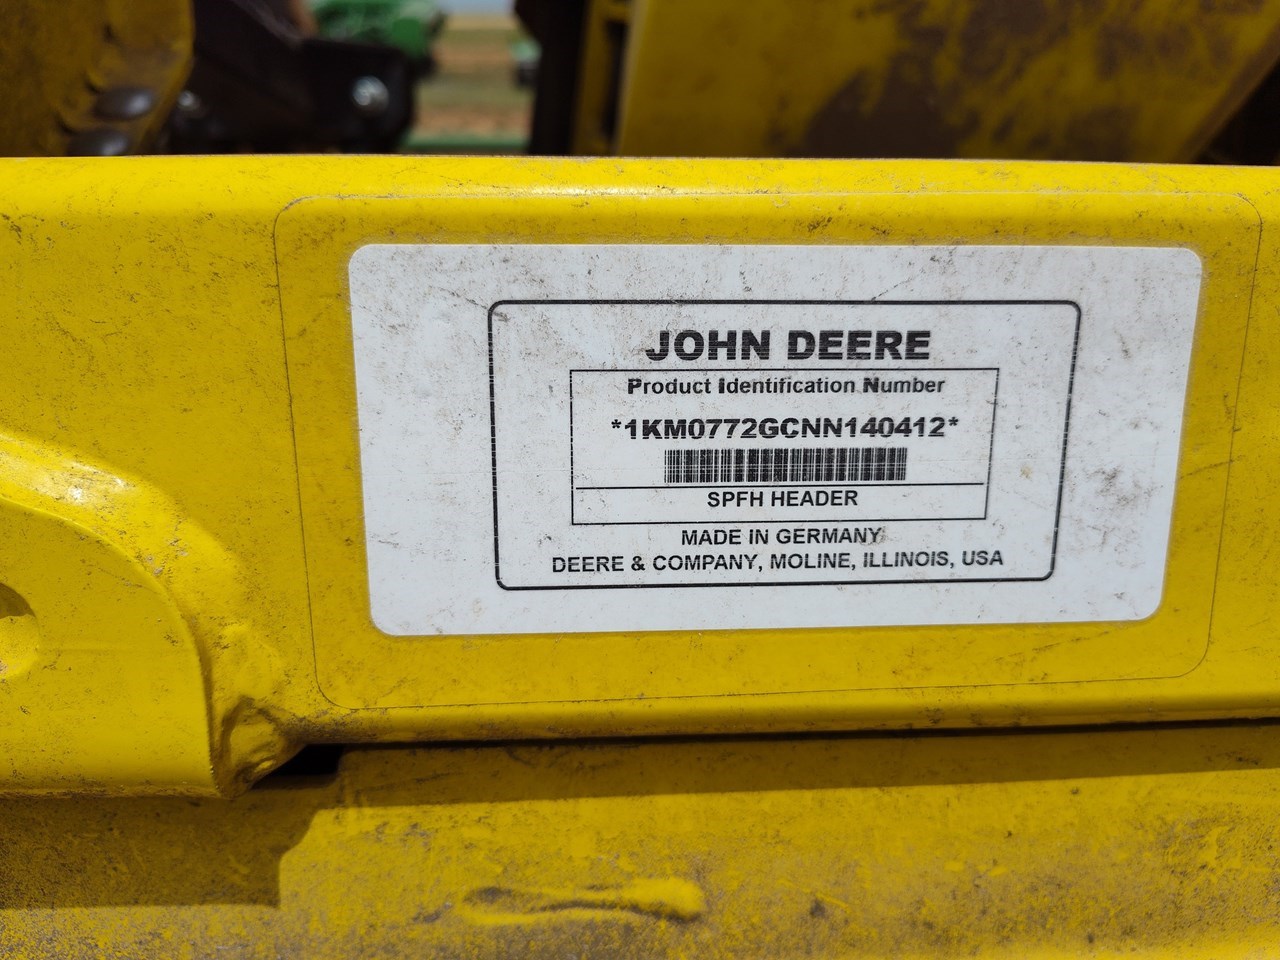 JOHN DEERE
Product Identification Number
*1KM0772GCNN140412*
SPFH HEADER
MADE IN GERMANY
DEERE & COMPANY, MOLINE, ILLINOIS, USA